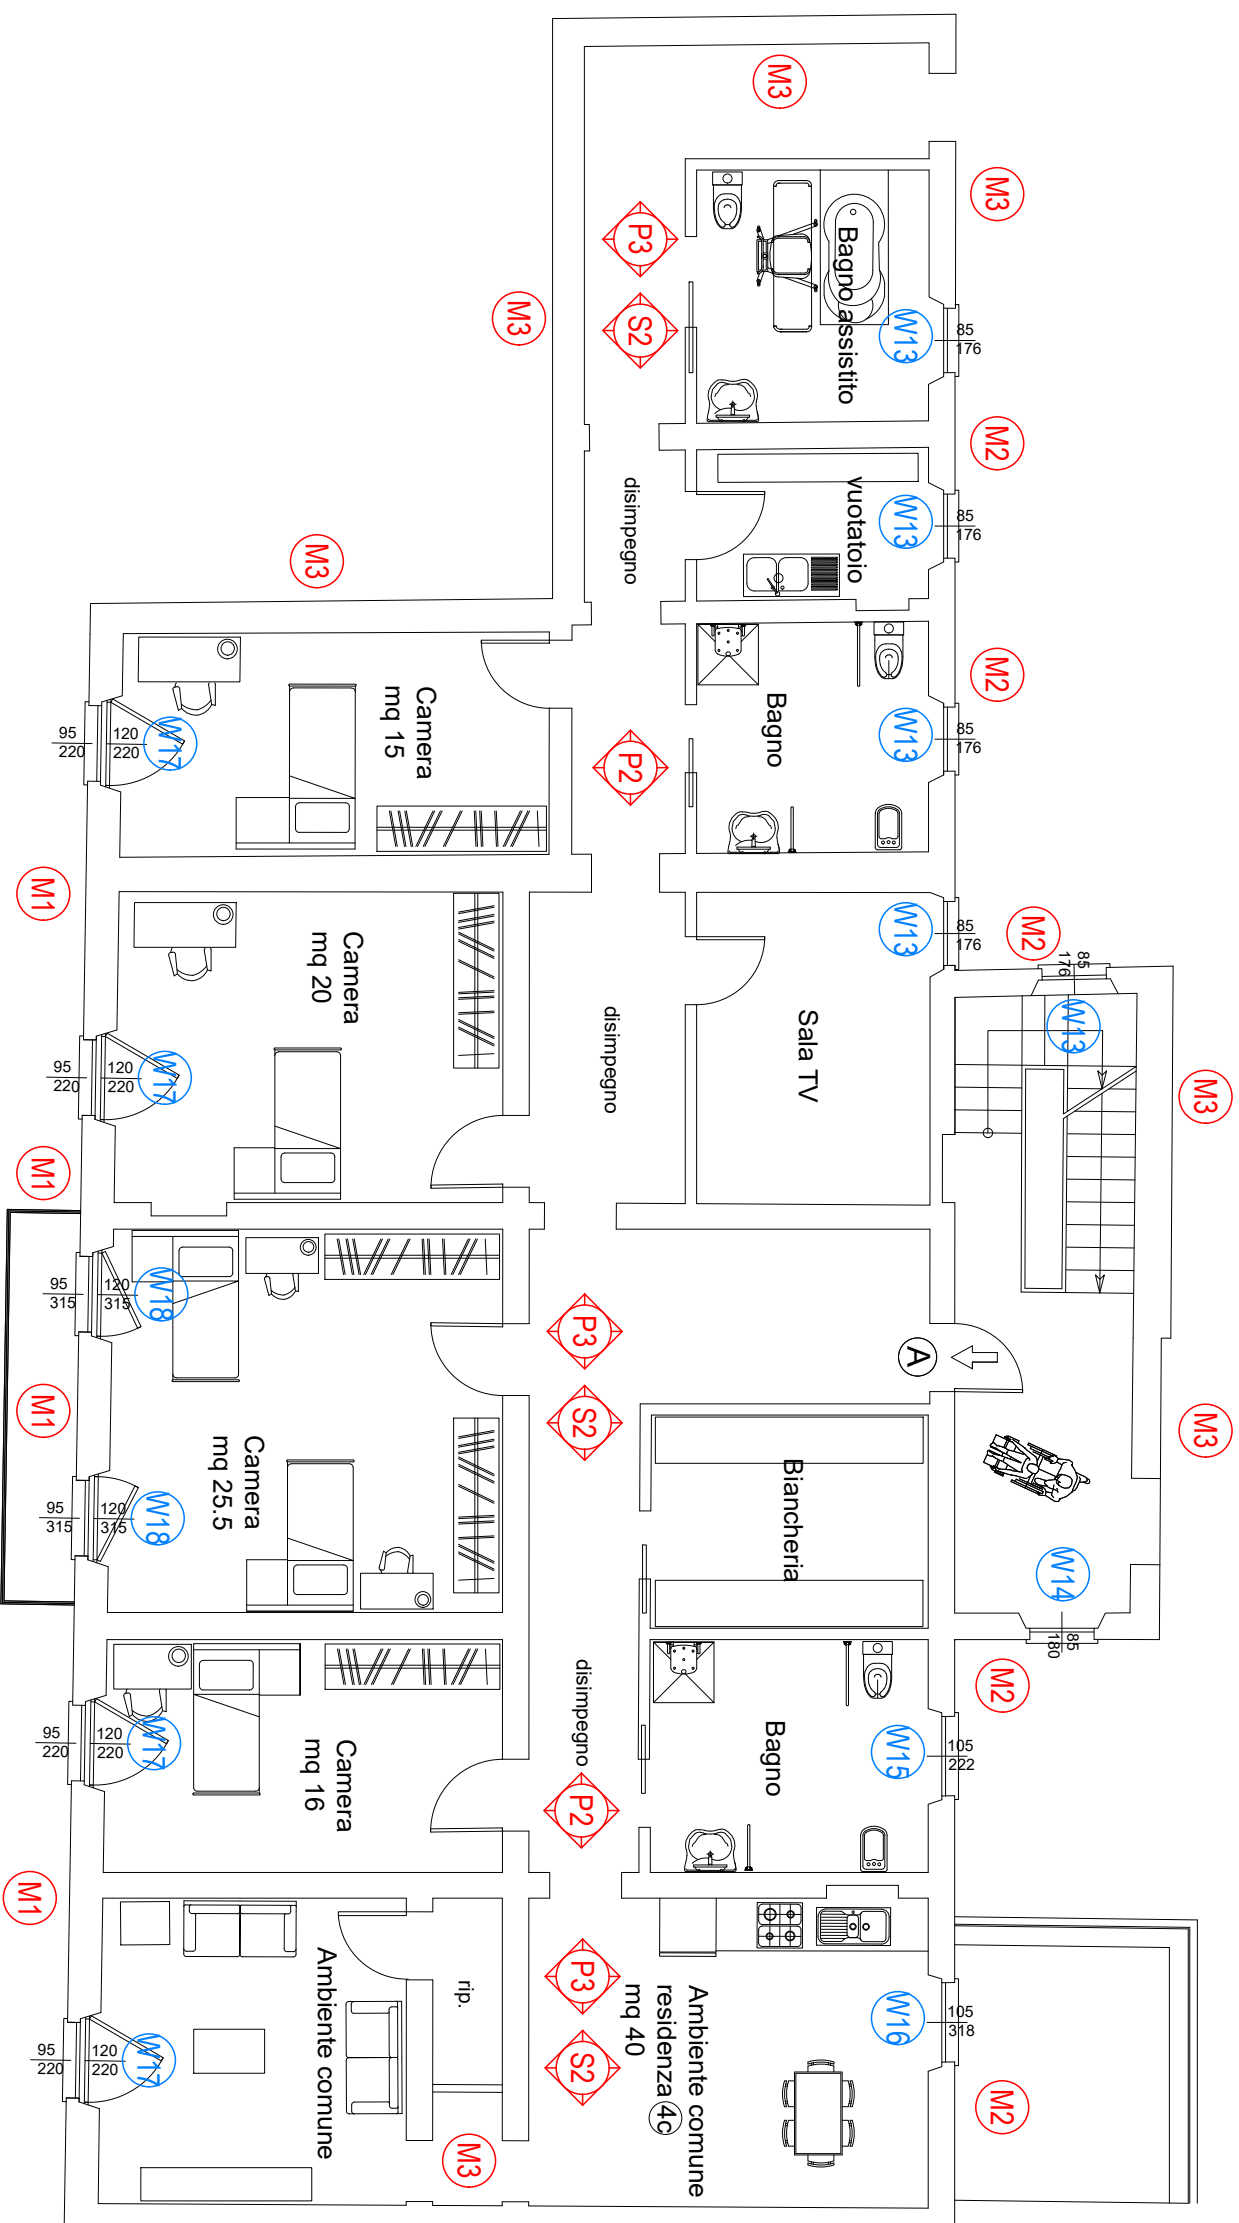 M3
M3
85
176
W13
W14
85
180
M2
M3
M2
M2
M2
M2
85
176
85
176
85
176
85
176
105
222
105
318
W13
W13
W13
W13
A
W15
W16
M3
Bagno assistito
vuotatoio
Bagno
Sala TV
Biancheria
Bagno
Ambiente comune
residenza 4c
mq 40
P3
S2
disimpegno
P2
disimpegno
P3
S2
disimpegno
P2
P3
S2
M3
rip.
M3
M3
Camera
mq 15
Camera
mq 20
Camera
mq 25.5
Camera
mq 16
Ambiente comune
W17
W17
W18
W18
W17
W17
120
220
120
220
120
315
120
315
120
220
120
220
95
220
95
220
95
315
95
315
95
220
95
220
M1
M1
M1
M1